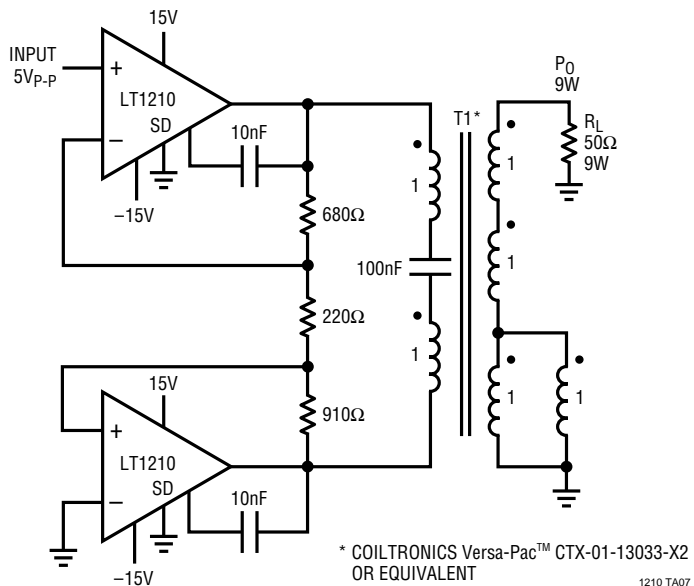 15V
INPUT
5VP-P
+
LT1210
–
SD
10nF
–15V
680Ω
220Ω
910Ω
15V
+
LT1210
–
SD
10nF
–15V
T1*
1
100nF
1
1
1
1
1
PO
9W
RL
50Ω
9W
* COILTRONICS Versa-Pac™ CTX-01-13033-X2
OR EQUIVALENT
1210 TA07